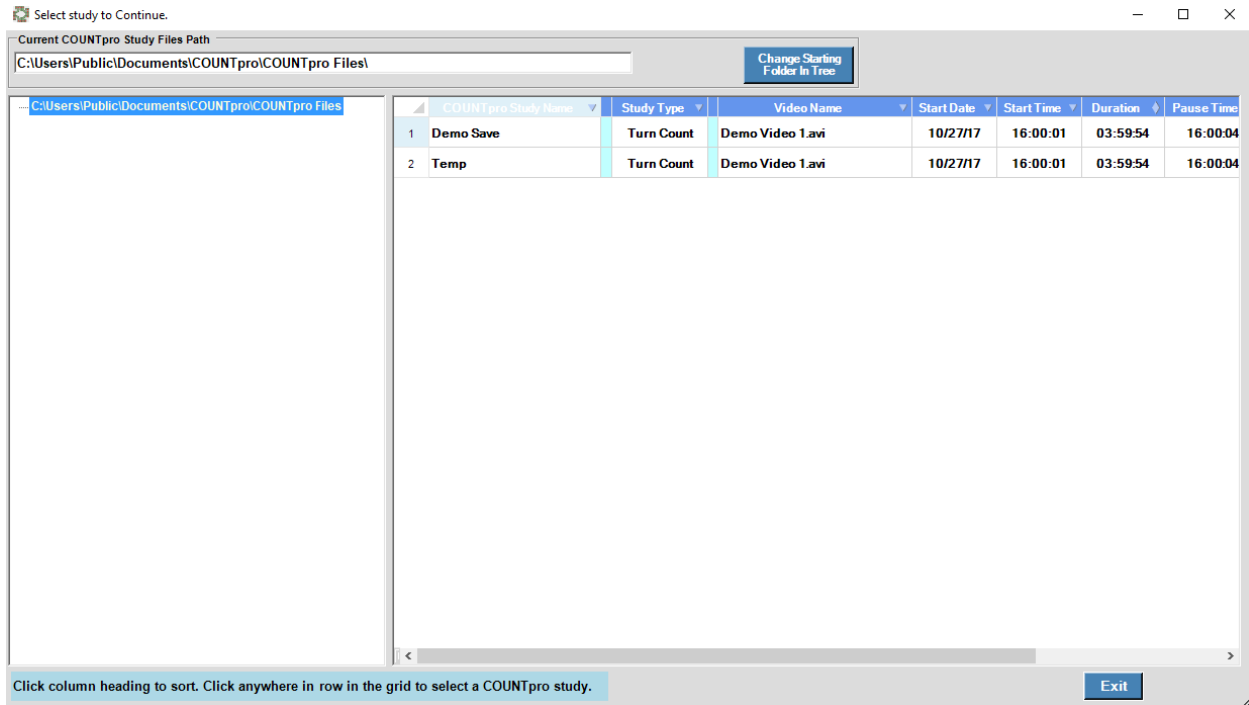 Select study to Continue.
Current COUNTpro Study Files Path
C:\Users\Public\Documents\COUNTpro\COUNTpro Files\
Change Starting
Folder In Tree
C:\Users\Public\Documents\COUNTpro\COUNTpro Files
COUNTpro Study Name Study Type Video Name Start Date Start Time Duration Pause Time
1 Demo Save Turn Count Demo Video 1.avi 10/27/17 16:00:01 03:59:54 16:00:04
2 Temp Turn Count Demo Video 1.avi 10/27/17 16:00:01 03:59:54 16:00:04
Click column heading to sort. Click anywhere in row in the grid to select a COUNTpro study.
Exit